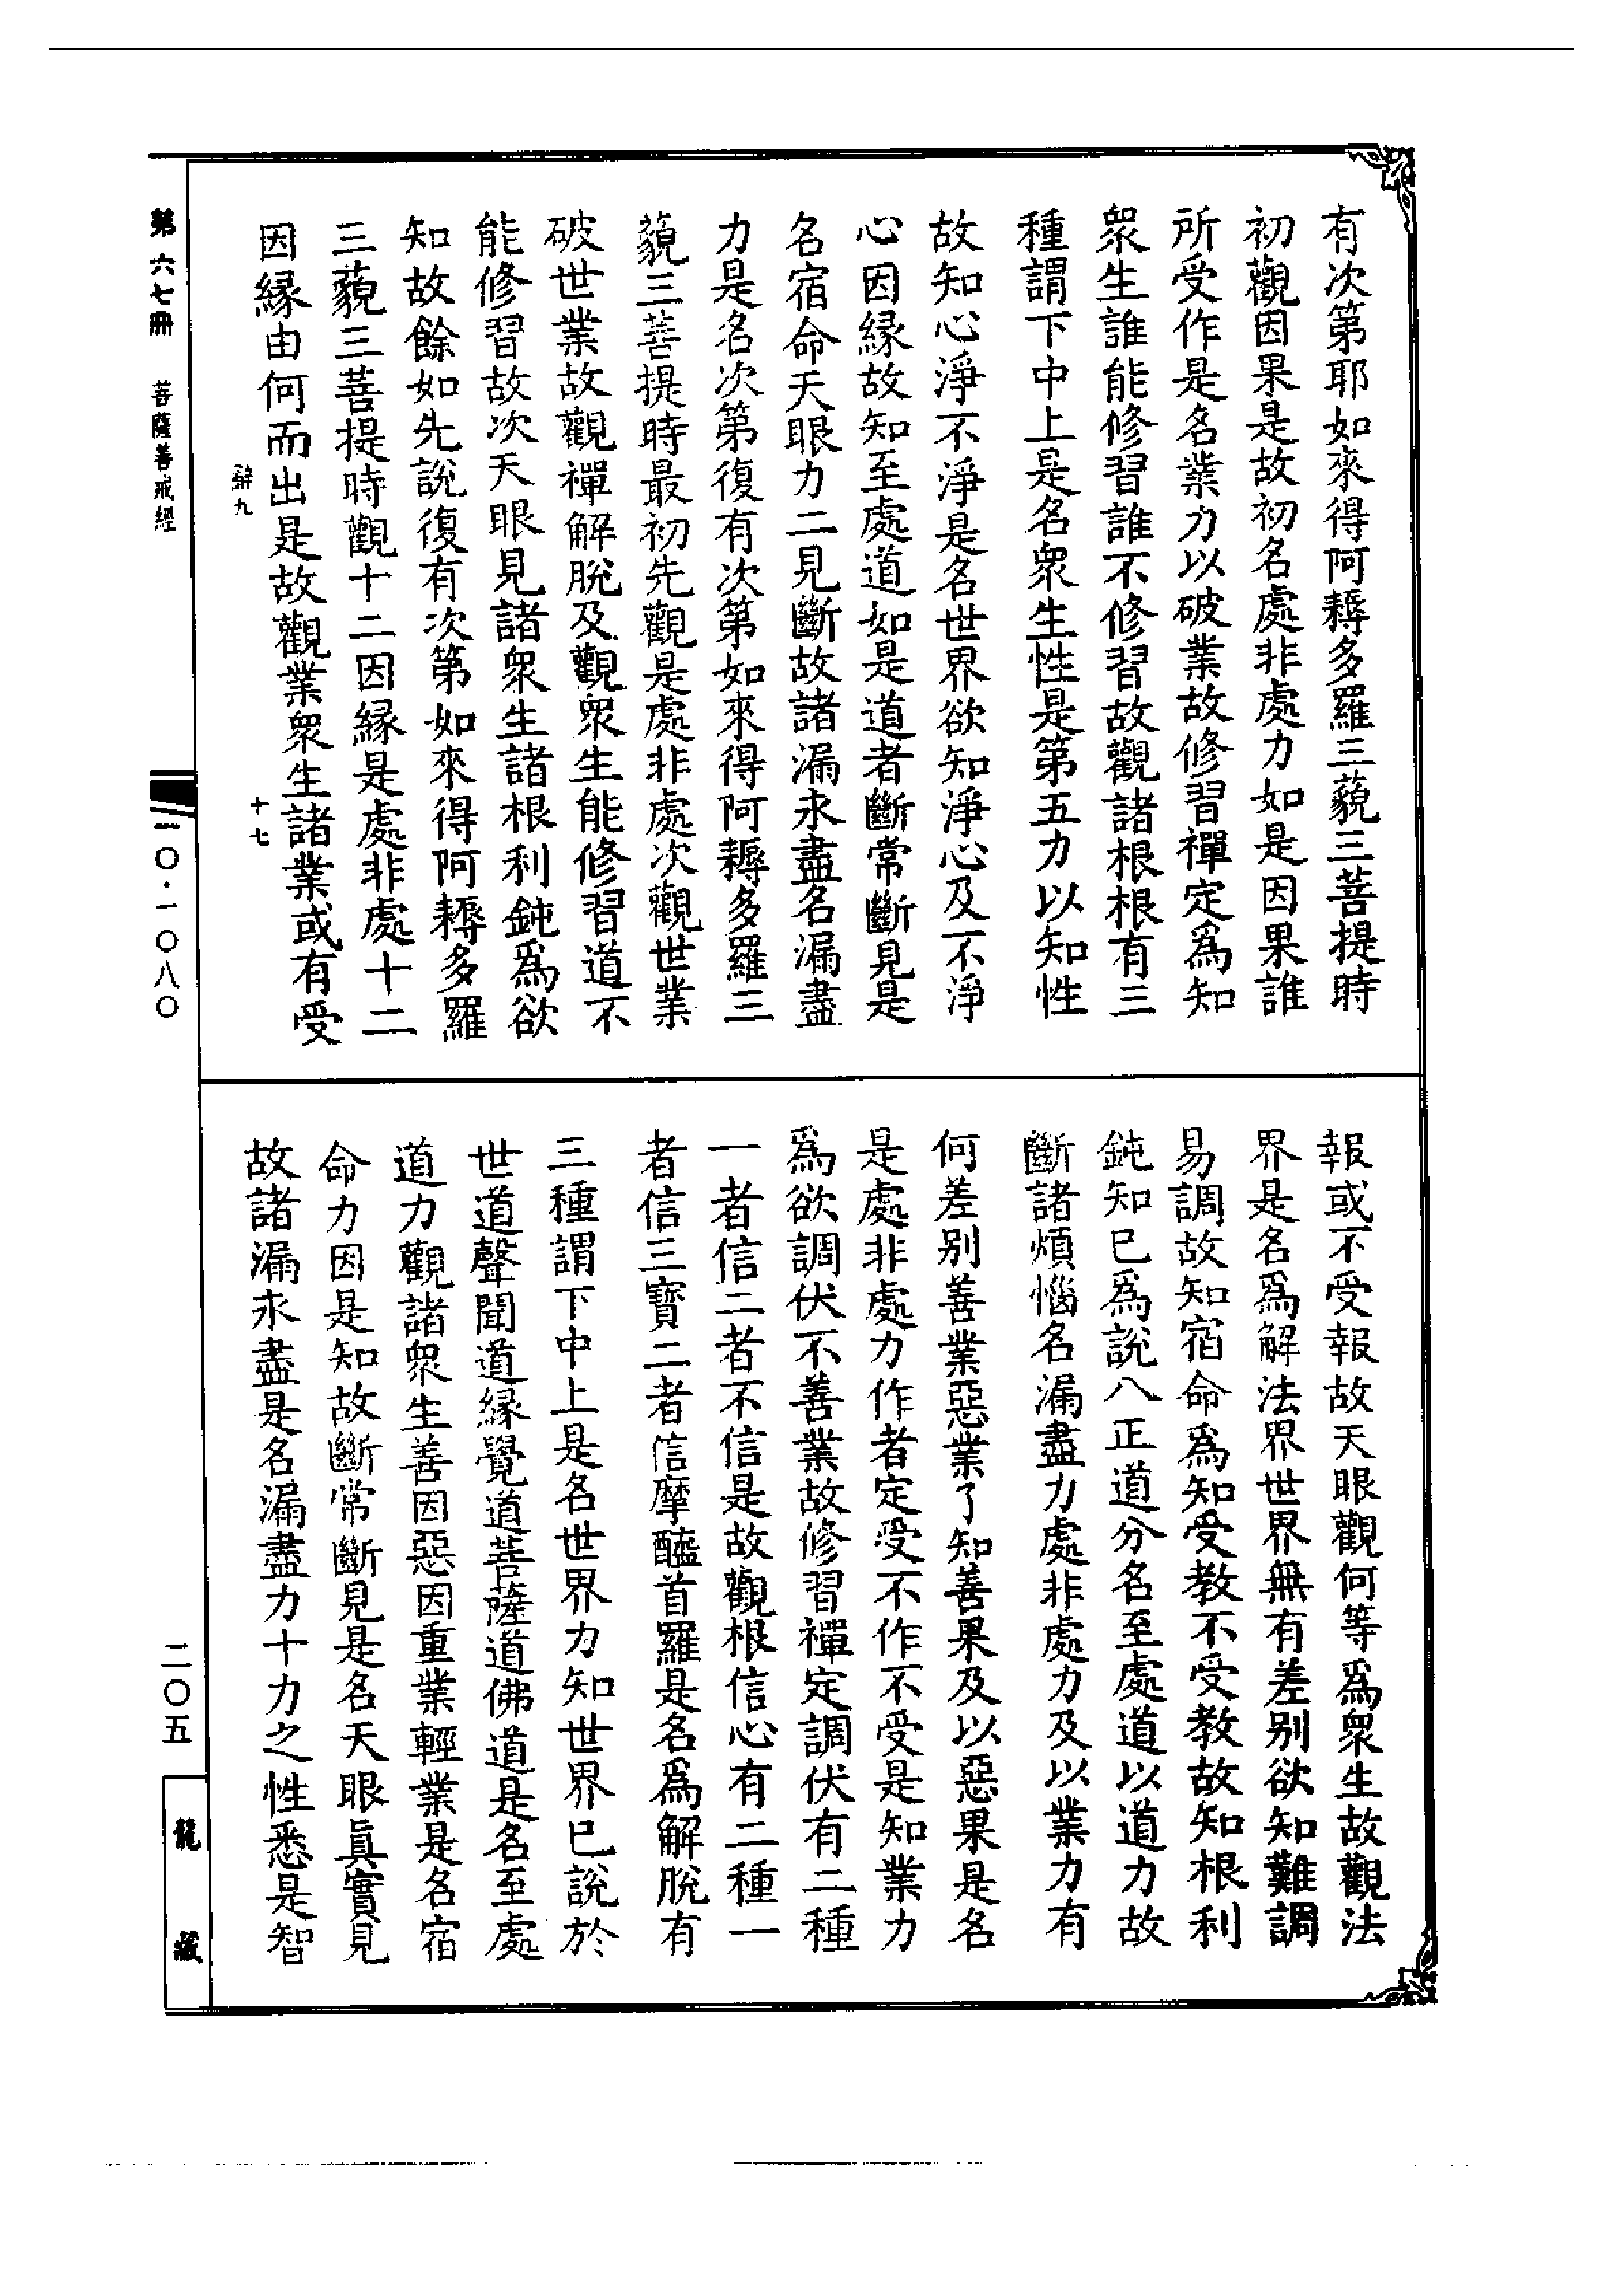 有次第耶如來得阿耨多羅三藐三菩提時
初觀因果是故初名處非處力如是因果誰
所受作是名業力以破業故修習禪定爲知
衆生誰能修習誰不修習故觀諸根根有三
種謂下中上是名衆生性是第五力以知性
故知心淨不淨是名世界欲知淨心及不淨
心因緣故知至處道如是道者斷常斷見是
名宿命天眼力二見斷故諸漏永盡名漏盡
力是名次第復有次第如來得阿耨多羅三
藐三菩提時最初先觀是處非處次觀世業
破世業故觀禪解脫及觀衆生能修習道不
能修習故次天眼見諸衆生諸根利鈍爲欲
知故餘如先說復有次第如來得阿耨多羅
三藐三菩提時觀十二因緣是處非處十二
因緣由何而出是故觀業衆生諸業或有受
報或不受報故天眼觀何等爲衆生故觀法
界是名爲解法界世界無有差別欲知難調
易調故知宿命爲知受教不受教故知根利
鈍知已爲說八正道分名至處道以道力故
斷諸煩惱名漏盡力處非處力及以業力有
何差別善業惡業了知善果及以惡果是名
是處非處力作者定受不作不受是知業力
爲欲調伏不善業故修習禪定調伏有二種
一者信二者不信是故觀根信心有二種一
者信三寶二者信摩醯首羅是名爲解脫有
三種謂下中上是名世界力知世界已說於
世道聲聞道緣覺道菩薩道佛道是名至處
道力觀諸衆生善因惡因重業輕業是名宿
命力因是知故斷常斷見是名天眼眞實見
故諸漏永盡是名漏盡力十力之性悉是智
辭九
十七
第六七冊 菩薩善戒經
一〇·一〇八〇
二〇五
龍藏